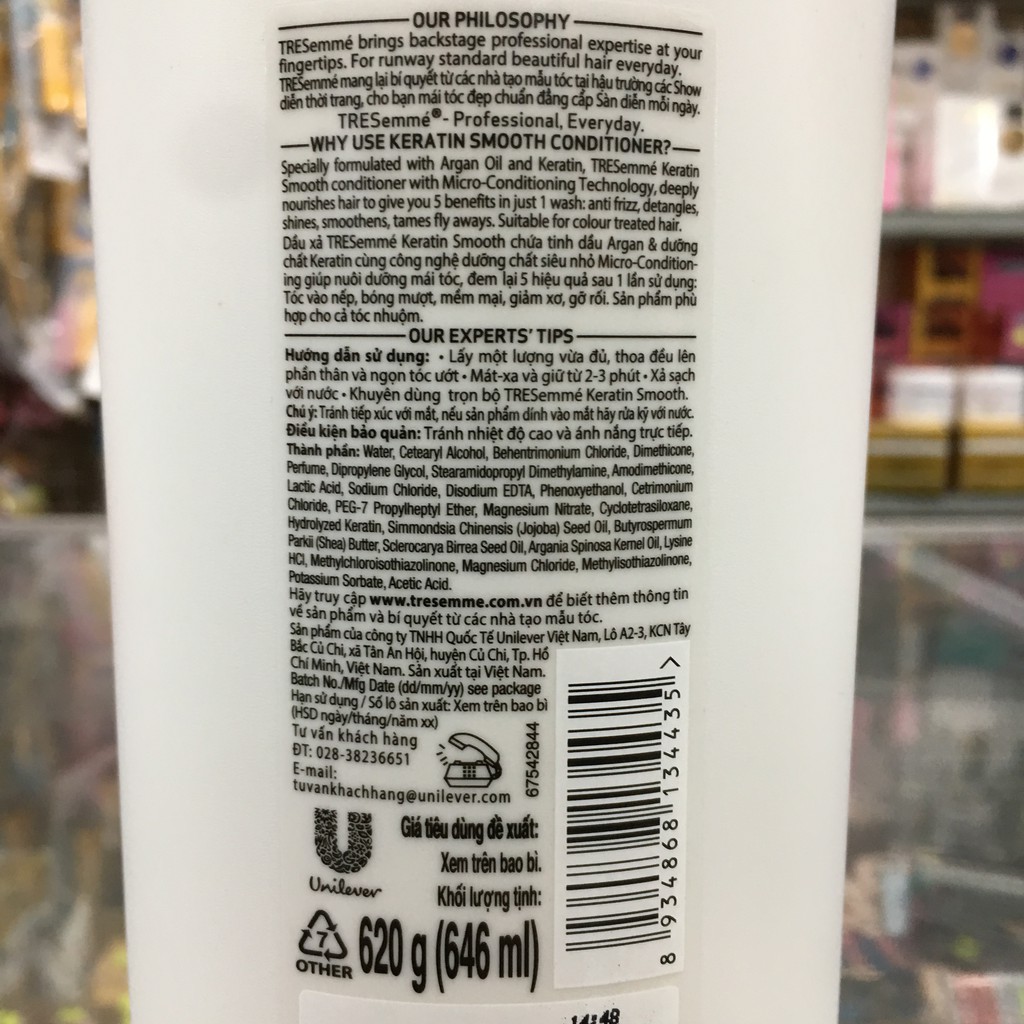 OUR PHILOSOPHY
TRESemmé brings backstage professional expertise at your
fingertips. For runway standard beautiful hair everyday.
TRESemmé mang lại bí quyết từ các nhà tạo mẫu tóc tại hậu trường các Show
diễn thời trang, cho bạn mái tóc đẹp chuẩn đẳng cấp Sàn diễn mỗi ngày.
TRESemmé®- Professional, Everyday.
WHY USE KERATIN SMOOTH CONDITIONER?
Specially formulated with Argan Oil and Keratin, TRESemmé Keratin
Smooth conditioner with Micro-Conditioning Technology, deeply
nourishes hair to give you 5 benefits in just 1 wash: anti frizz, detangles,
shines, smoothens, tames fly aways. Suitable for colour treated hair.
Dầu xả TRESemmé Keratin Smooth chứa tinh dầu Argan & dưỡng
chất Keratin cùng công nghệ dưỡng chất siêu nhỏ Micro-Condition-
ing giúp nuôi dưỡng mái tóc, đem lại 5 hiệu quả sau 1 lần sử dụng:
Tóc vào nếp, bóng mượt, mềm mại, giảm xơ, gỡ rối. Sản phẩm phù
hợp cho cả tóc nhuộm.
OUR EXPERTS' TIPS
Hướng dẫn sử dụng: • Lấy một lượng vừa đủ, thoa đều lên
phần thân và ngọn tóc ướt • Mát-xa và giữ từ 2-3 phút • Xả sạch
với nước • Khuyên dùng trọn bộ TRESemmé Keratin Smooth.
Chú ý: Tránh tiếp xúc với mắt, nếu sản phẩm dính vào mắt hãy rửa kỹ với nước.
Điều kiện bảo quản: Tránh nhiệt độ cao và ánh nắng trực tiếp.
Thành phần: Water, Cetearyl Alcohol, Behentrimonium Chloride, Dimethicone,
Perfume, Dipropylene Glycol, Stearamidopropyl Dimethylamine, Amodimethicone,
Lactic Acid, Sodium Chloride, Disodium EDTA, Phenoxyethanol, Cetrimonium
Chloride, PEG-7 Propylheptyl Ether, Magnesium Nitrate, Cyclotetrasiloxane,
Hydrolyzed Keratin, Simmondsia Chinensis (Jojoba) Seed Oil, Butyrospermum
Parkii (Shea) Butter, Sclerocarya Birrea Seed Oil, Argania Spinosa Kernel Oil, Lysine
HCl, Methylchloroisothiazolinone, Magnesium Chloride, Methylisothiazolinone,
Potassium Sorbate, Acetic Acid.
Hãy truy cập www.tresemme.com.vn để biết thêm thông tin
về sản phẩm và bí quyết từ các nhà tạo mẫu tóc.
Sản phẩm của công ty TNHH Quốc Tế Unilever Việt Nam, Lô A2-3, KCN Tây
Bắc Củ Chi, xã Tân An Hội, huyện Củ Chi, Tp. Hồ
Chí Minh, Việt Nam. Sản xuất tại Việt Nam.
Batch No./Mfg Date (dd/mm/yy) see package
Hạn sử dụng / Số lô sản xuất: Xem trên bao bì
(HSD ngày/tháng/năm xx)
Tư vấn khách hàng
ĐT: 028-38236651
E-mail:
tuvankhachhang@unilever.com
67542844
8 934868 134435 >
Unilever
Giá tiêu dùng đề xuất:
Xem trên bao bì.
Khối lượng tịnh:
620 g (646 ml)
7
OTHER
14:48